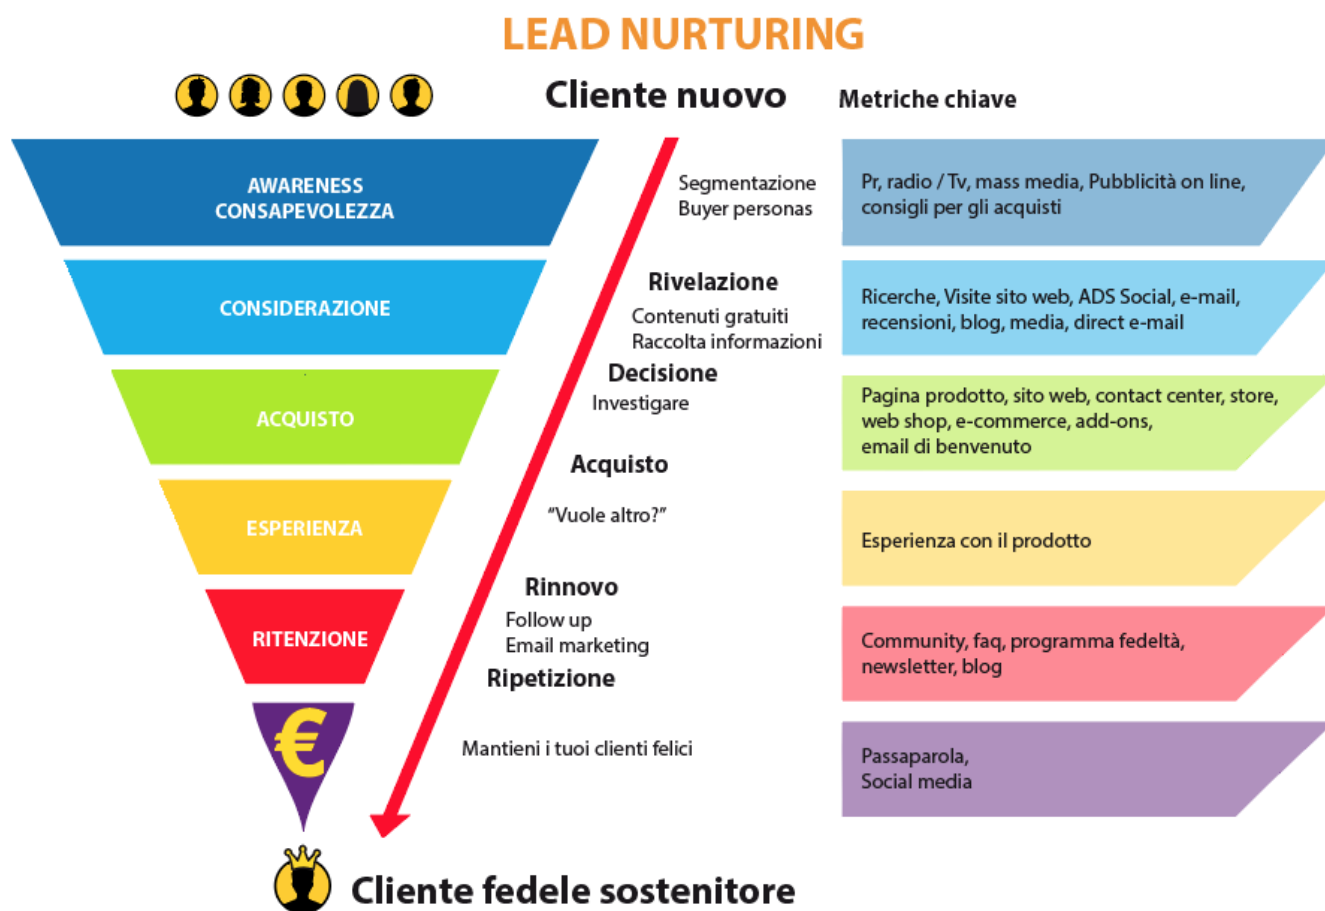 LEAD NURTURING
Cliente nuovo
Metriche chiave
AWARENESS
CONSAPEVOLEZZA
Segmentazione
Buyer personas
Pr, radio / Tv, mass media, Pubblicità on line,
consigli per gli acquisti
CONSIDERAZIONE
Rivelazione
Contenuti gratuiti
Raccolta informazioni
Ricerche, Visite sito web, ADS Social, e-mail,
recensioni, blog, media, direct e-mail
ACQUISTO
Decisione
Investigare
Pagina prodotto, sito web, contact center, store,
web shop, e-commerce, add-ons,
email di benvenuto
ESPERIENZA
Acquisto
“Vuole altro?”
Esperienza con il prodotto
RITENZIONE
Rinnovo
Follow up
Email marketing
Community, faq, programma fedeltà,
newsletter, blog
€
Ripetizione
Mantieni i tuoi clienti felici
Passaparola,
Social media
Cliente fedele sostenitore